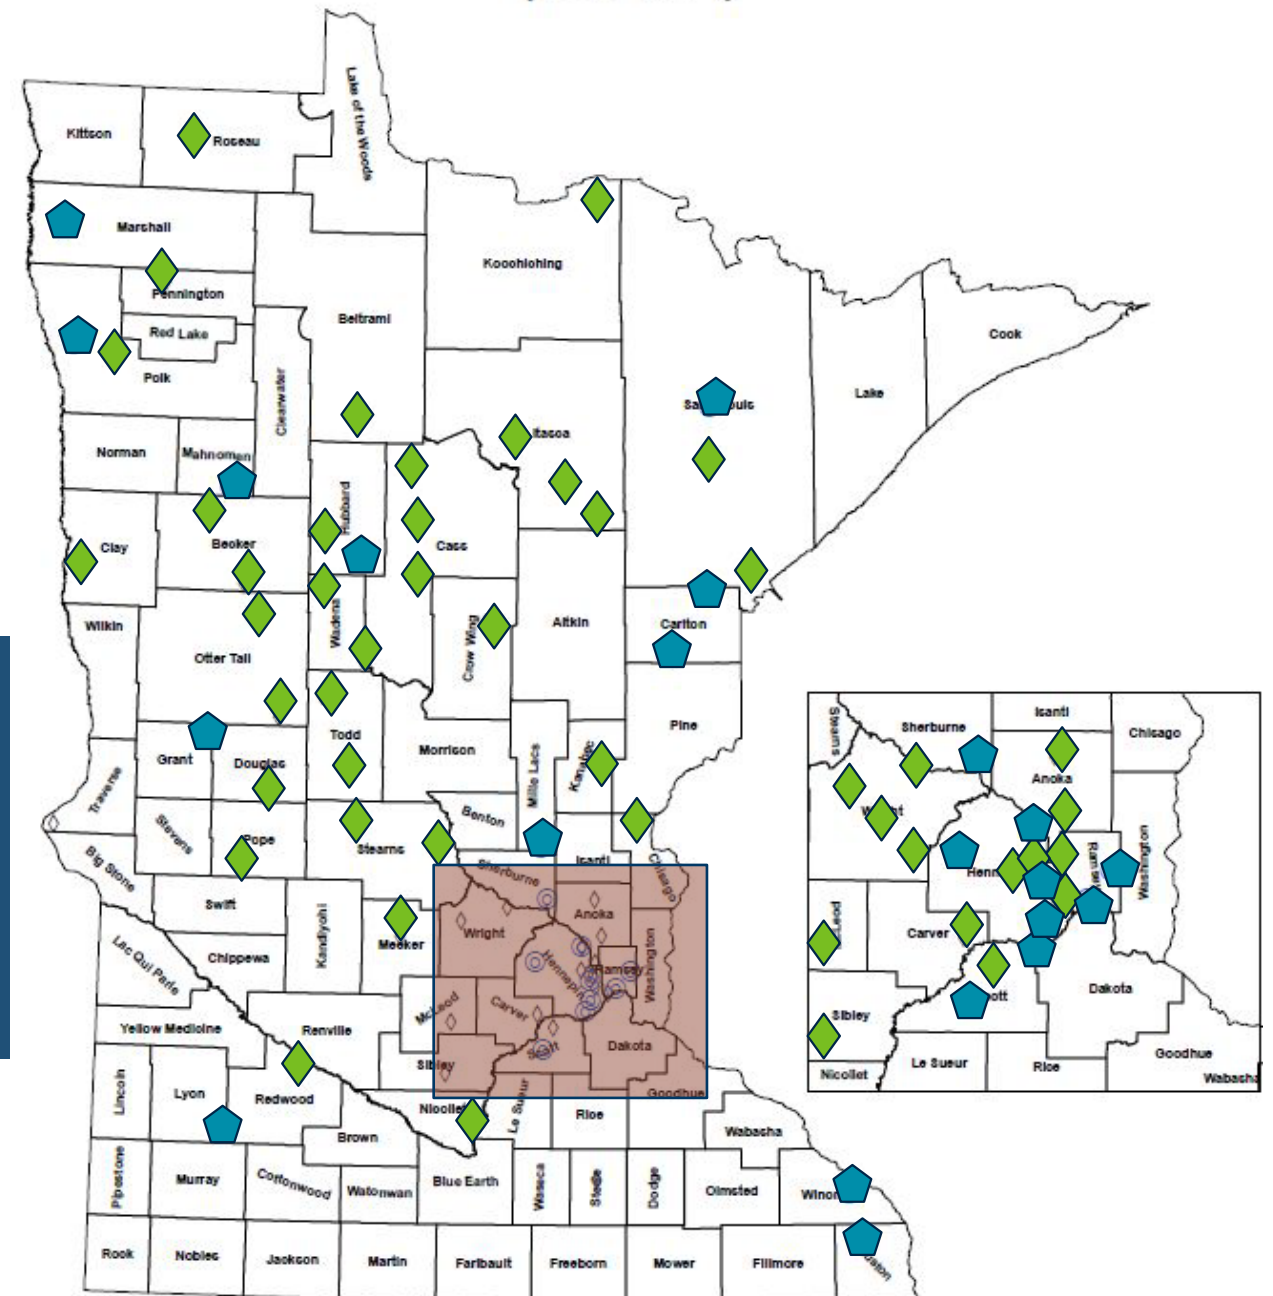 Lake of the Woods
Kittson
Roseau
Marshall
Koochiching
Pennington
Beltrami
Red Lake
Cook
Polk
Clearwater
Lake
Itasca
Norman
Mahnomen
Hubbard
Clay
Becker
Cass
Wilkin
Wadena
Crow Wing
Aitkin
Carlton
Otter Tail
Pine
Todd
Morrison
Mille Lacs
Kanabec
Grant
Douglas
Traverse
Stevens
Pope
Stearns
Benton
Isanti
Chisago
Big Stone
Sherburne
Swift
Kandiyohi
Meeker
Wright
Anoka
Hennepin
Ramsey
Washington
Lac Qui Parle
Chippewa
McLeod
Carver
Scott
Dakota
Yellow Medicine
Renville
Sibley
Goodhue
Lincoln
Lyon
Redwood
Nicollet
Le Sueur
Rice
Brown
Wabasha
Pipestone
Murray
Cottonwood
Watonwan
Blue Earth
Waseca
Steele
Dodge
Olmsted
Rock
Nobles
Jackson
Martin
Faribault
Freeborn
Mower
Fillmore
Stearns
Sherburne
Isanti
Chisago
Anoka
Ramsey
Washington
Carver
Dakota
Sibley
Nicollet
Le Sueur
Rice
Goodhue
Wabasha